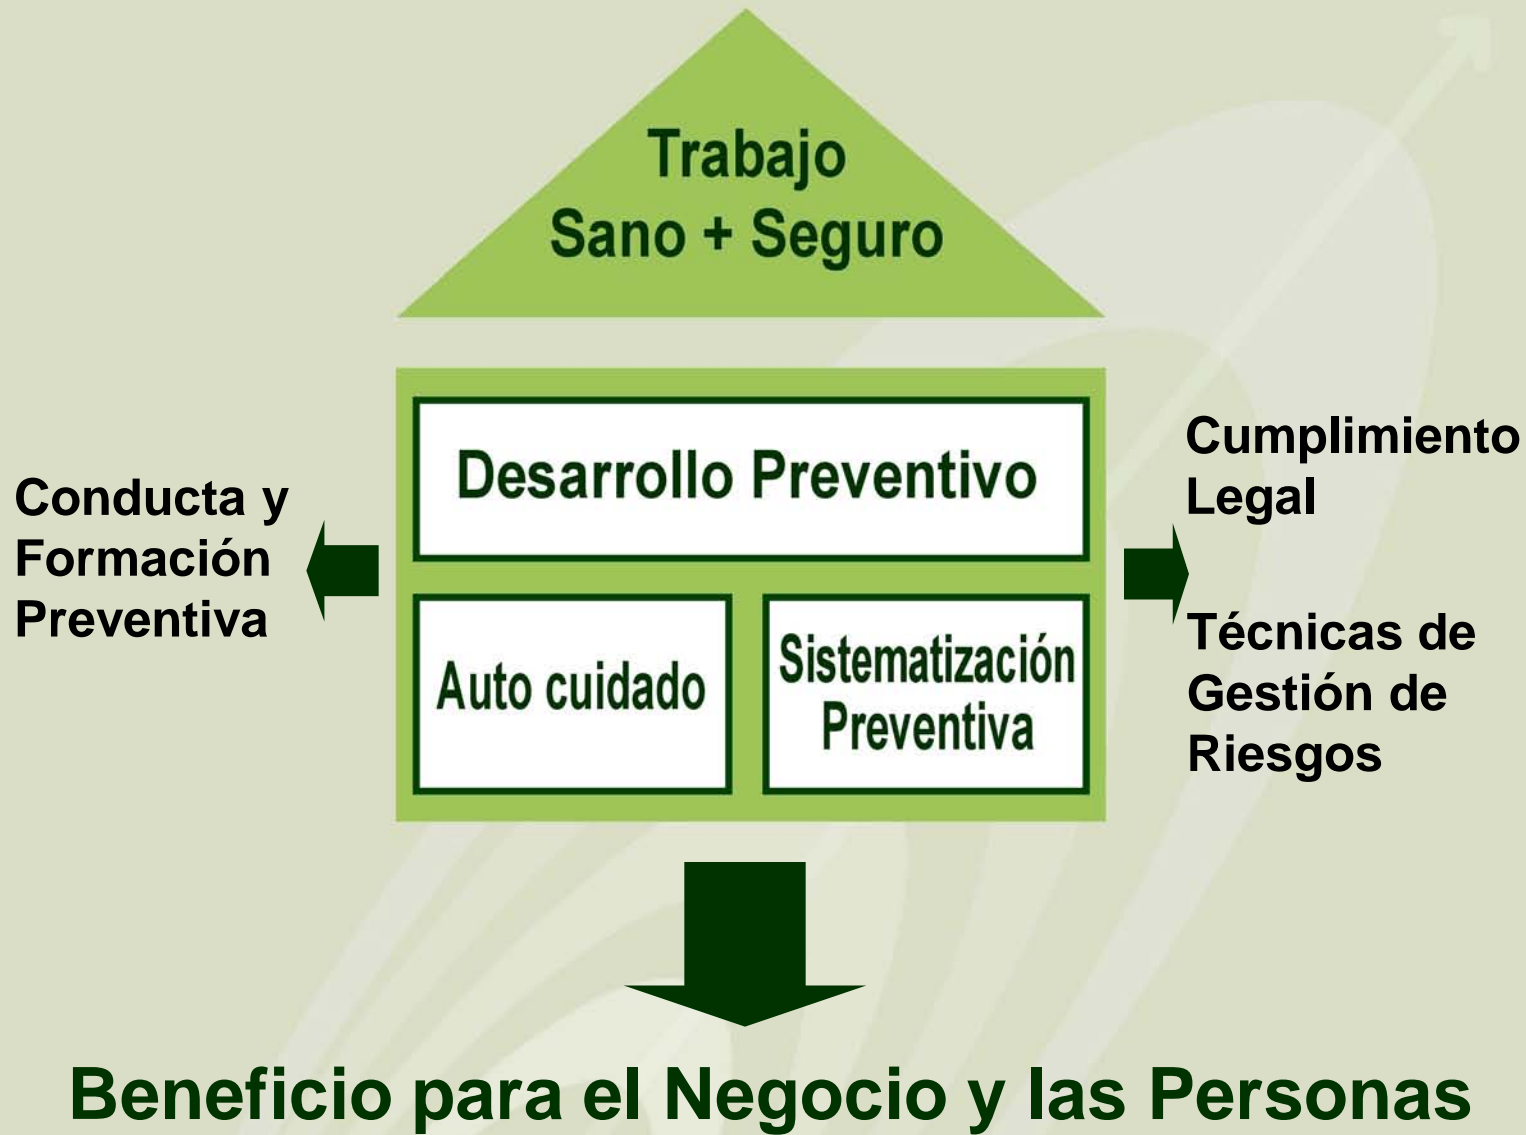 Trabajo
Sano + Seguro
Desarrollo Preventivo
Conducta y
Formación
Preventiva
Cumplimiento
Legal
Técnicas de
Gestión de
Riesgos
Auto cuidado
Sistematización
Preventiva
Beneficio para el Negocio y las Personas